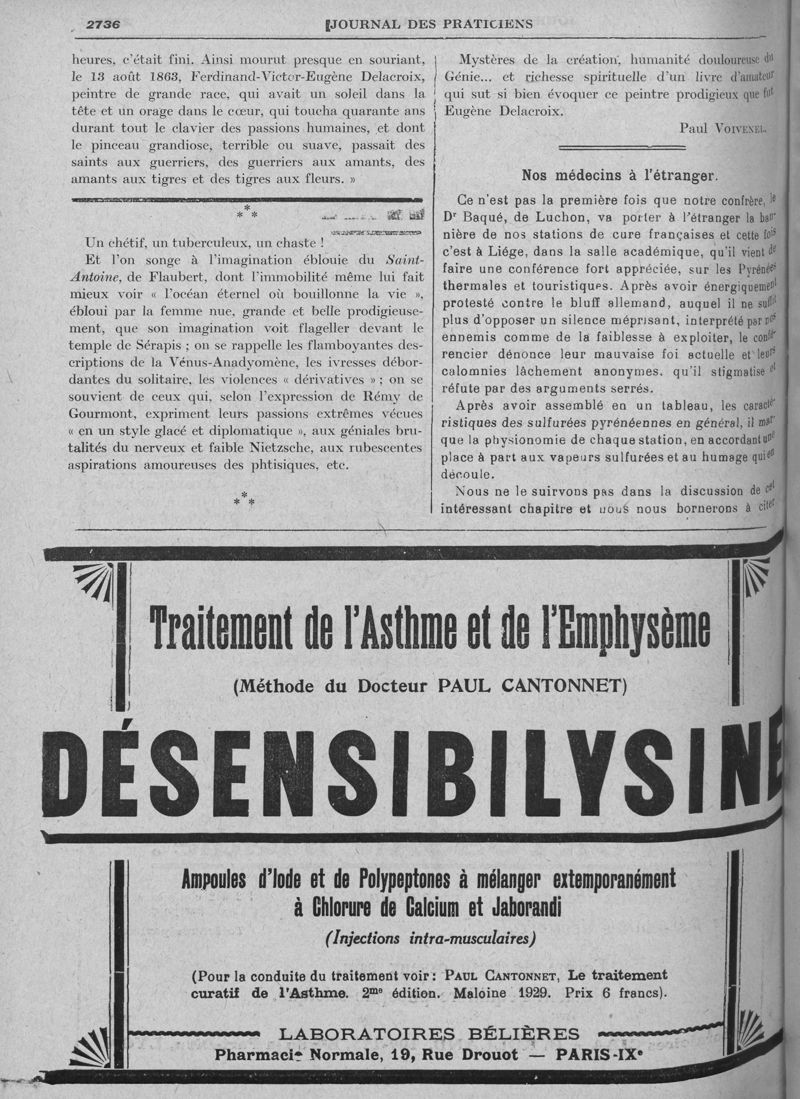 2736
JOURNAL DES PRATICIENS
heures, c'était fini. Ainsi mourut presque en souriant,
le 13 août 1863, Ferdinand-Victor-Eugène Delacroix,
peintre de grande race, qui avait un soleil dans la
tête et un orage dans le cœur, qui toucha quarante ans
durant tout le clavier des passions humaines, et dont
le pinceau grandiose, terrible ou suave, passait des
saints aux guerriers, des guerriers aux amants, des
amants aux tigres et des tigres aux fleurs. »
*
* *
Un chétif, un tuberculeux, un chaste !
Et l'on songe à l'imagination éblouie du Saint-
Antoine, de Flaubert, dont l'immobilité même lui fait
mieux voir « l'océan éternel où bouillonne la vie »,
ébloui par la femme nue, grande et belle prodigieuse-
ment, que son imagination voit flageller devant le
temple de Sérapis ; on se rappelle les flamboyantes des-
criptions de la Vénus-Anadyomène, les ivresses débor-
dantes du solitaire, les violences « dérivatives » ; on se
souvient de ceux qui, selon l'expression de Rémy de
Gourmont, expriment leurs passions extrêmes vécues
« en un style glacé et diplomatique », aux géniales bru-
talités du nerveux et faible Nietzsche, aux rubescentes
aspirations amoureuses des phtisiques, etc.
*
* *
Mystères de la création, humanité douloureuse du
Génie... et richesse spirituelle d'un livre d'amateur
qui sut si bien évoquer ce peintre prodigieux que fut
Eugène Delacroix.
Paul VOIVENEL.
Nos médecins à l'étranger.
Ce n'est pas la première fois que notre confrère, le
Dr Baqué, de Luchon, va porter à l'étranger la ban-
nière de nos stations de cure françaises et cette fois
c'est à Liége, dans la salle académique, qu'il vient de
faire une conférence fort appréciée, sur les Pyrénées
thermales et touristiques. Après avoir énergiquement
protesté contre le bluff allemand, auquel il ne suffit
plus d'opposer un silence méprisant, interprété par nos
ennemis comme de la faiblesse à exploiter, le confé-
rencier dénonce leur mauvaise foi actuelle et leurs
calomnies lâchement anonymes, qu'il stigmatise et
réfute par des arguments serrés.
Après avoir assemblé en un tableau, les caracté-
ristiques des sulfurées pyrénéennes en général, il mar-
que la physionomie de chaque station, en accordant une
place à part aux vapeurs sulfurées et au humage qui en
découle.
Nous ne le suivrons pas dans la discussion de cet
intéressant chapitre et nous nous bornerons à citer
Traitement de l'Asthme et de l'Emphysème
(Méthode du Docteur PAUL CANTONNET)
DÉSENSIBILYSINE
Ampoules d'Iode et de Polypeptones à mélanger extemporanément
à Chlorure de Calcium et Jaborandi
(Injections intra-musculaires)
(Pour la conduite du traitement voir : PAUL CANTONNET, Le traitement
curatif de l'Asthme. 2me édition. Maloine 1929. Prix 6 francs).
LABORATOIRES BÉLIÈRES
Pharmacie Normale, 19, Rue Drouot — PARIS-IXe